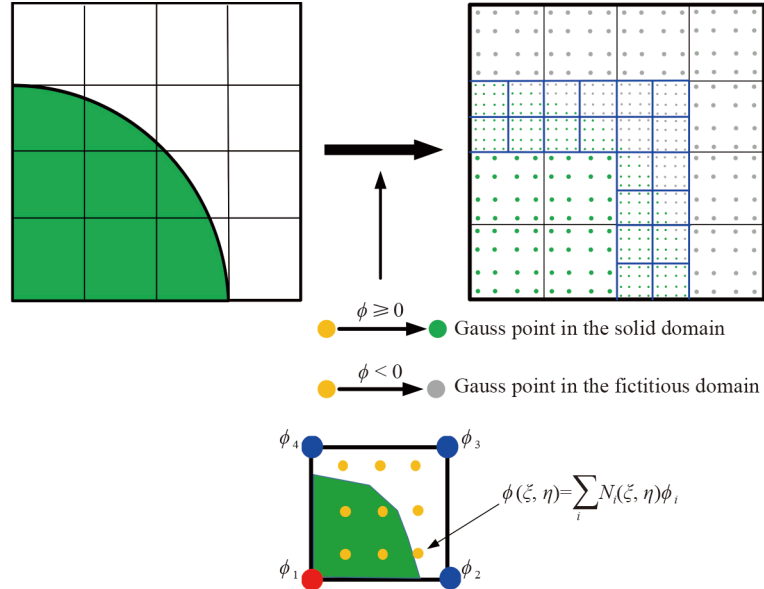 ϕ ≥ 0
Gauss point in the solid domain
ϕ < 0
Gauss point in the fictitious domain
ϕ₄
ϕ₃
ϕ(ξ, η)=∑ᵢ Nᵢ(ξ, η)ϕᵢ
ϕ₁
ϕ₂